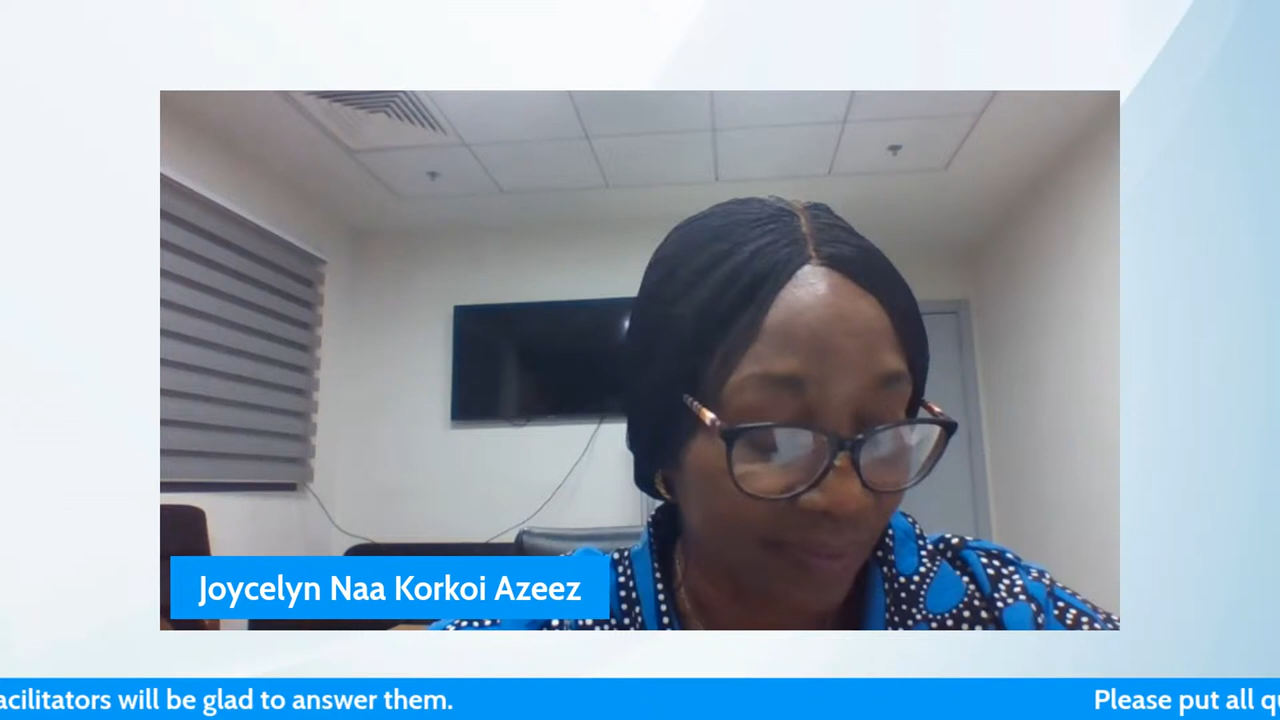 Joycelyn Naa Korkoi Azeez
acilitators will be glad to answer them.
Please put all q